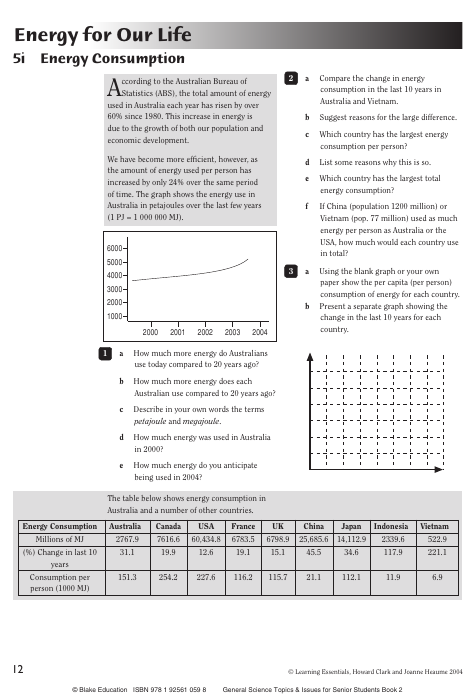 Energy for Our Life
5i Energy Consumption
According to the Australian Bureau of
Statistics (ABS), the total amount of energy
used in Australia each year has risen by over
60% since 1980. This increase in energy is
due to the growth of both our population and
economic development.
We have become more efficient, however, as
the amount of energy used per person has
increased by only 24% over the same period
of time. The graph shows the energy use in
Australia in petajoules over the last few years
(1 PJ = 1 000 000 MJ).
6000
5000
4000
3000
2000
1000
2000 2001 2002 2003 2004
1 a How much more energy do Australians
use today compared to 20 years ago?
b How much more energy does each
Australian use compared to 20 years ago?
c Describe in your own words the terms
petajoule and megajoule.
d How much energy was used in Australia
in 2000?
e How much energy do you anticipate
being used in 2004?
2 a Compare the change in energy
consumption in the last 10 years in
Australia and Vietnam.
b Suggest reasons for the large difference.
c Which country has the largest energy
consumption per person?
d List some reasons why this is so.
e Which country has the largest total
energy consumption?
f If China (population 1200 million) or
Vietnam (pop. 77 million) used as much
energy per person as Australia or the
USA, how much would each country use
in total?
3 a Using the blank graph or your own
paper show the per capita (per person)
consumption of energy for each country.
b Present a separate graph showing the
change in the last 10 years for each
country.
The table below shows energy consumption in
Australia and a number of other countries.
Energy Consumption Australia Canada USA France UK China Japan Indonesia Vietnam
Millions of MJ 2767.9 7616.6 60,434.8 6783.5 6798.9 25,685.6 14,112.9 2339.6 522.9
(%) Change in last 10 31.1 19.9 12.6 19.1 15.1 45.5 34.6 117.9 221.1
years
Consumption per 151.3 254.2 227.6 116.2 115.7 21.1 112.1 11.9 6.9
person (1000 MJ)
12
© Learning Essentials, Howard Clark and Joanne Heaume 2004
© Blake Education ISBN 978 1 92561 059 8 General Science Topics & Issues for Senior Students Book 2